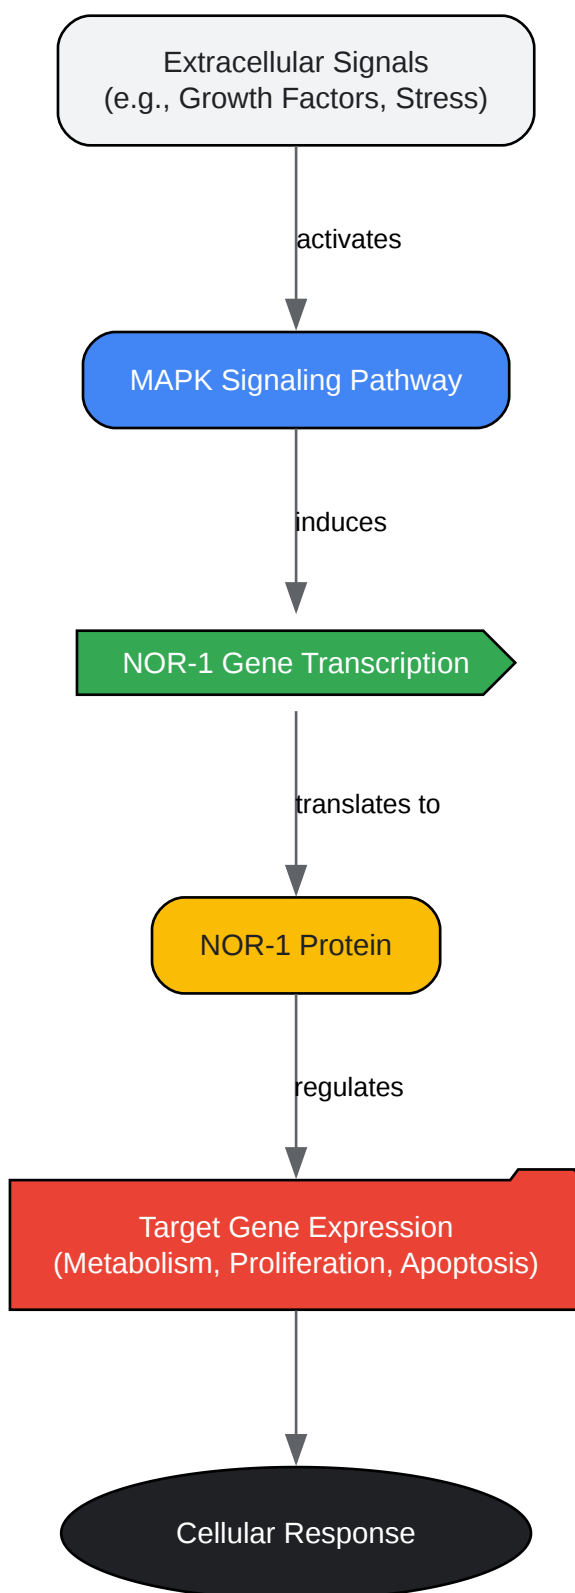 Extracellular Signals
(e.g., Growth Factors, Stress)
activates
MAPK Signaling Pathway
induces
NOR-1 Gene Transcription
translates to
NOR-1 Protein
regulates
Target Gene Expression
(Metabolism, Proliferation, Apoptosis)
Cellular Response